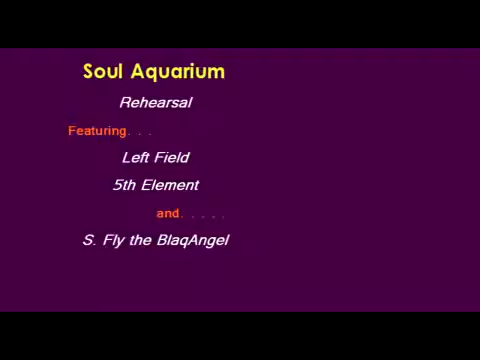 Soul Aquarium
Rehearsal
Featuring. . .
Left Field
5th Element
and. . . . .
S. Fly the BlaqAngel